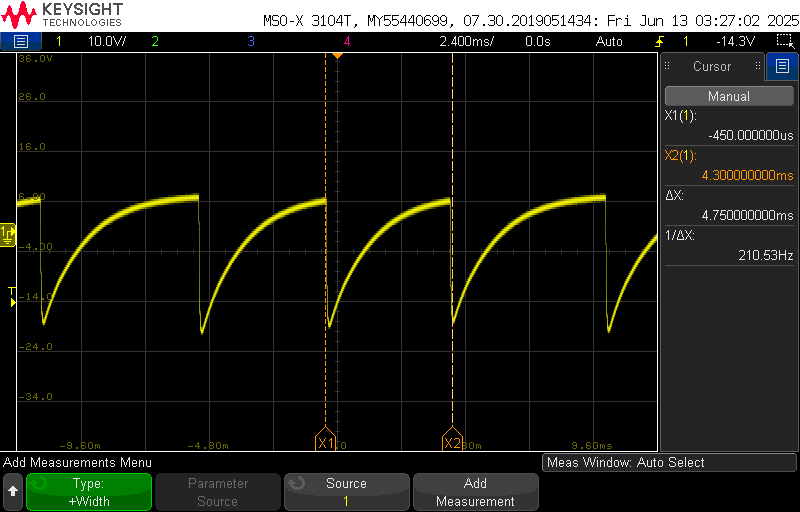 KEYSIGHT
TECHNOLOGIES
MSO-X 3104T, MY55440699, 07.30.2019051434: Fri Jun 13 03:27:02 2025
1 10.0V/ 2 3 4 2.400ms/ 0.0s Auto 1 -14.3V
36.0V
26.0
16.0
6.00
-4.00
-14.0
-24.0
-34.0
1
T
-9.60m -4.80m 9.60ms
X1 X2
Cursor
Manual
X1(1):
-450.000000us
X2(1):
4.300000000ms
ΔX:
4.750000000ms
1/ΔX:
210.53Hz
Add Measurements Menu
Meas Window: Auto Select
Type:
+Width
Parameter
Source
Source
1
Add
Measurement